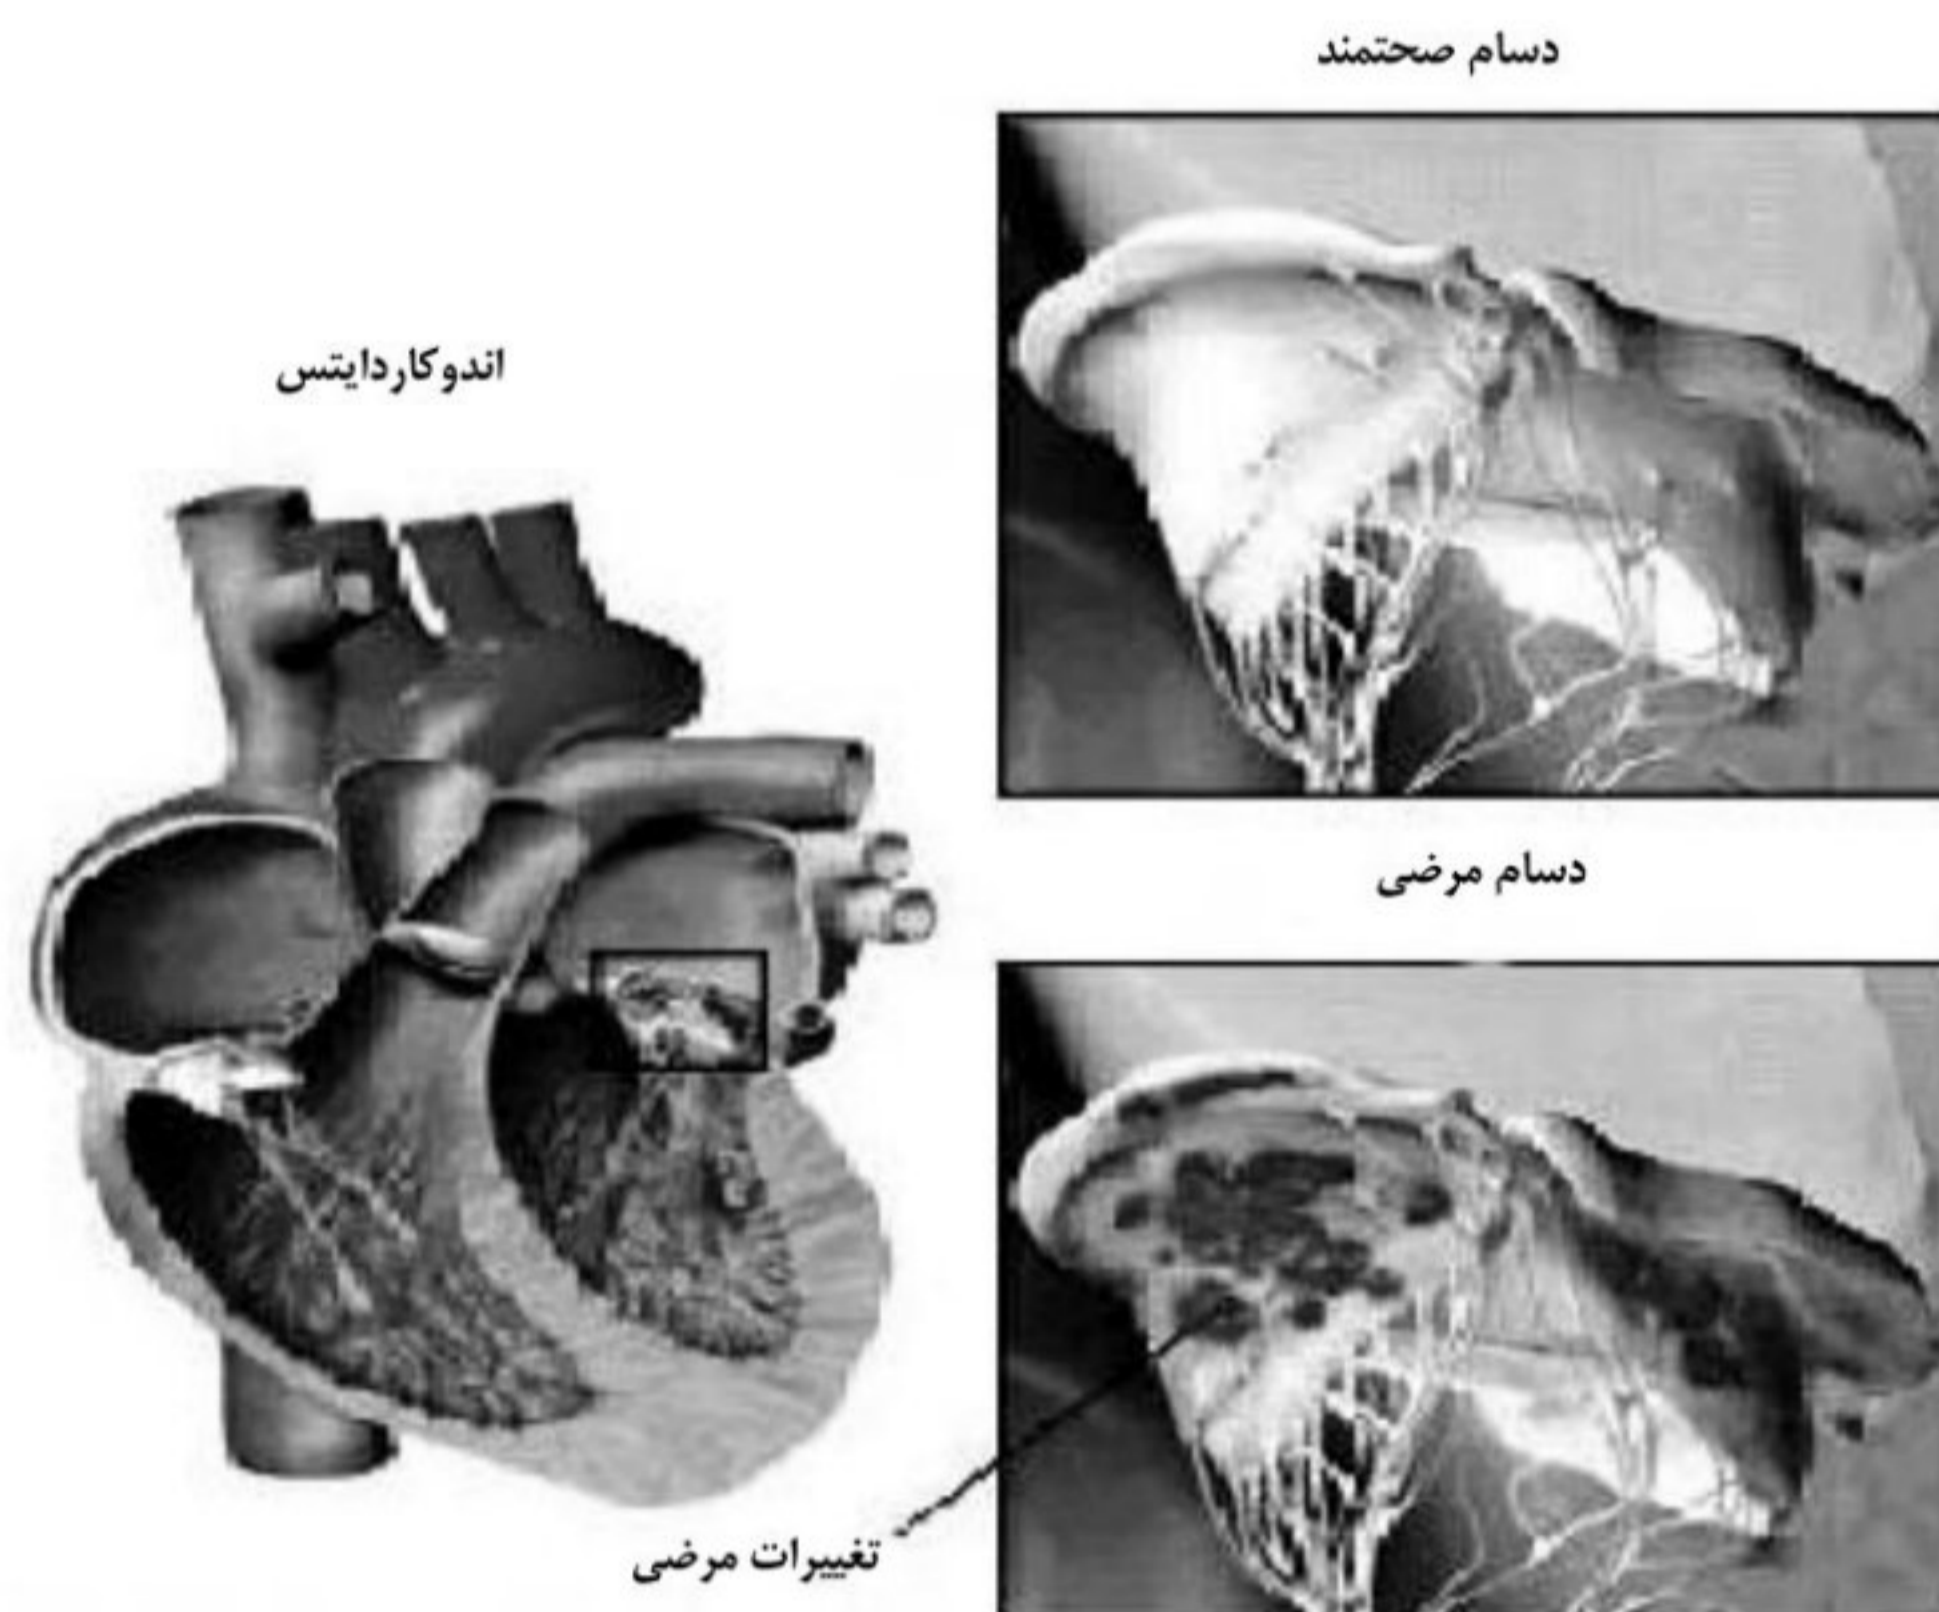 دسام صحتمند
اندوکاردایتس
دسام مرضی
تغییرات مرضی